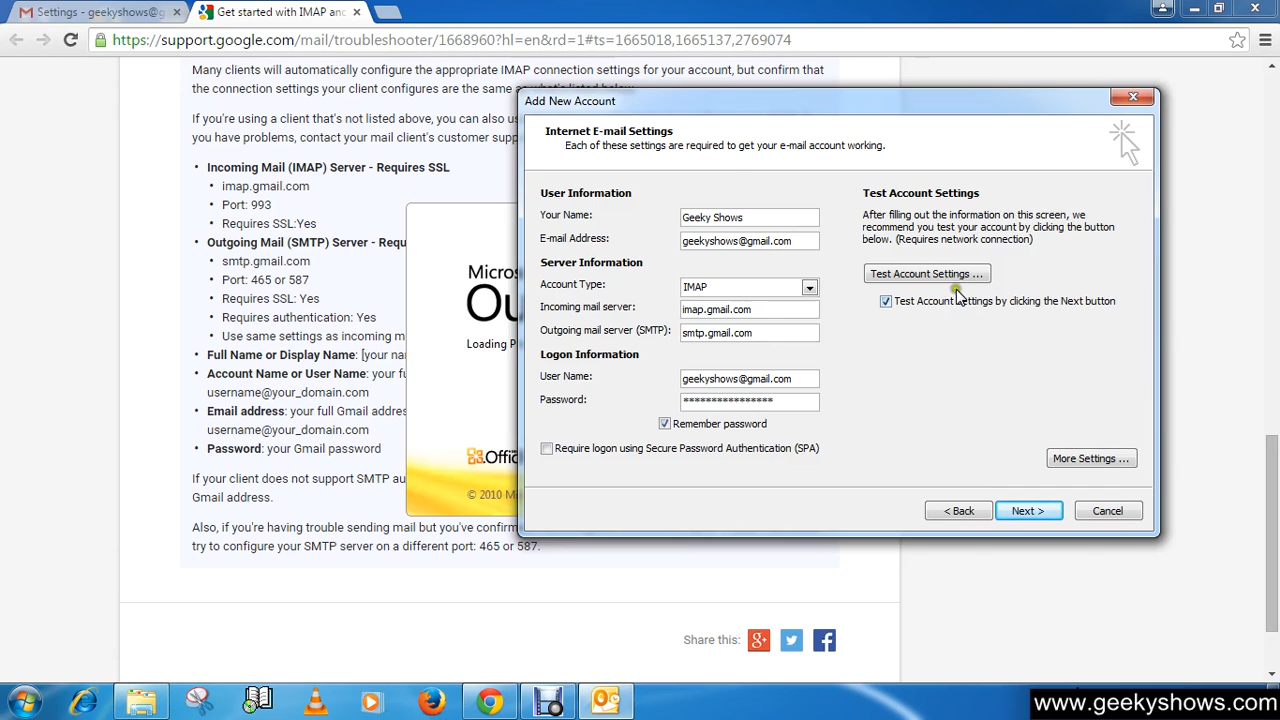 Settings - geekyshows@g
Get started with IMAP and
https://support.google.com/mail/troubleshooter/1668960?hl=en&rd=1#ts=1665018,1665137,2769074
Many clients will automatically configure the appropriate IMAP connection settings for your account, but confirm that
the connection settings your client configures are the same as what's listed below.
If you're using a client that's not listed above, you can also us
you have problems, contact your mail client's customer supp
Incoming Mail (IMAP) Server - Requires SSL
imap.gmail.com
Port: 993
Requires SSL:Yes
Outgoing Mail (SMTP) Server - Requ
smtp.gmail.com
Port: 465 or 587
Requires SSL: Yes
Requires authentication: Yes
Use same settings as incoming m
Full Name or Display Name: [your na
Account Name or User Name: your fu
username@your_domain.com
Email address: your full Gmail addre
username@your_domain.com
Password: your Gmail password
If your client does not support SMTP au
Gmail address.
Also, if you're having trouble sending mail but you've confirm
try to configure your SMTP server on a different port: 465 or 587.
Share this:
Micros
Ou
Loading P
Office
© 2010 Mi
Add New Account
Internet E-mail Settings
Each of these settings are required to get your e-mail account working.
User Information
Your Name: Geeky Shows
E-mail Address: geekyshows@gmail.com
Server Information
Account Type: IMAP
Incoming mail server: imap.gmail.com
Outgoing mail server (SMTP): smtp.gmail.com
Logon Information
User Name: geekyshows@gmail.com
Password: ****************
Remember password
Require logon using Secure Password Authentication (SPA)
Test Account Settings
After filling out the information on this screen, we
recommend you test your account by clicking the button
below. (Requires network connection)
Test Account Settings ...
Test Account Settings by clicking the Next button
More Settings ...
< Back
Next >
Cancel
www.geekyshows.com